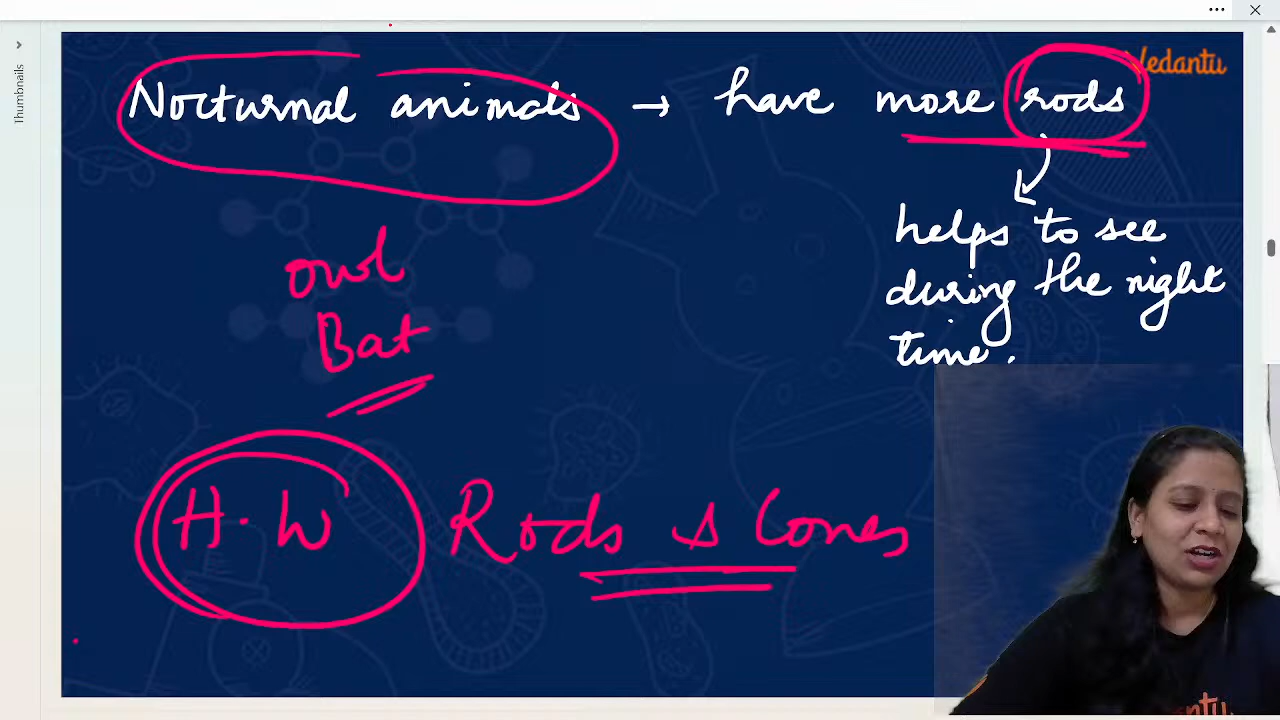 Thumbnails
Vedantu
Nocturnal animals → have more rods
helps to see
during the night
time.
owl
Bat
H.W Rods & Cones